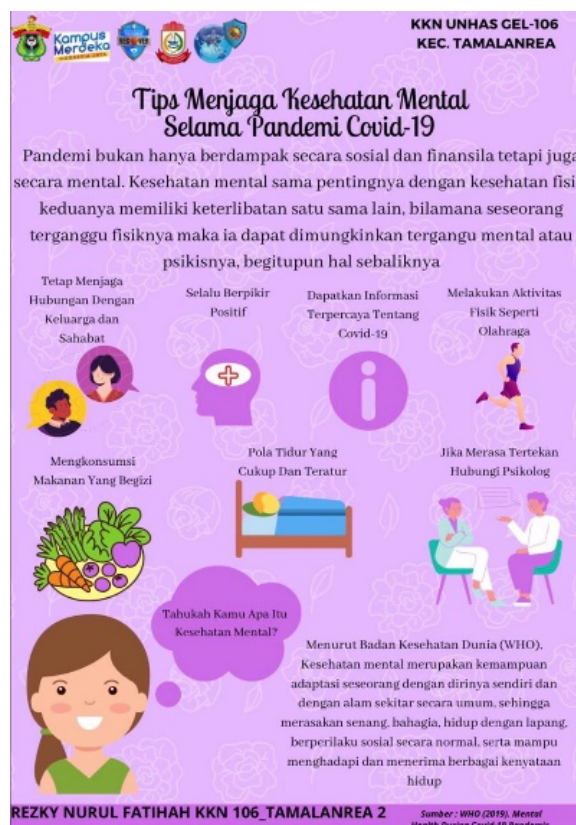 Kampus
Merdeka
INDONESIA JAYA
KKN UNHAS GEL-106
KEC. TAMALANREA
Tips Menjaga Kesehatan Mental
Selama Pandemi Covid-19
Pandemi bukan hanya berdampak secara sosial dan finansila tetapi juga
secara mental. Kesehatan mental sama pentingnya dengan kesehatan fisi
keduanya memiliki keterlibatan satu sama lain, bilamana seseorang
terganggu fisiknya maka ia dapat dimungkinkan tergangu mental atau
psikisnya, begitupun hal sebaliknya
Tetap Menjaga
Hubungan Dengan
Keluarga dan
Sahabat
Selalu Berpikir
Positif
Dapatkan Informasi
Terpercaya Tentang
Covid-19
Melakukan Aktivitas
Fisik Seperti
Olahraga
Mengkonsumsi
Makanan Yang Begizi
Pola Tidur Yang
Cukup Dan Teratur
Jika Merasa Tertekan
Hubungi Psikolog
Tahukah Kamu Apa Itu
Kesehatan Mental?
Menurut Badan Kesehatan Dunia (WHO),
Kesehatan mental merupakan kemampuan
adaptasi seseorang dengan dirinya sendiri dan
dengan alam sekitar secara umum, sehingga
merasakan senang, bahagia, hidup dengan lapang,
berperilaku sosial secara normal, serta mampu
menghadapi dan menerima berbagai kenyataan
hidup
REZKY NURUL FATIHAH KKN 106_TAMALANREA 2
Sumber : WHO (2019). Mental
Health During Covid-19 Pandemic